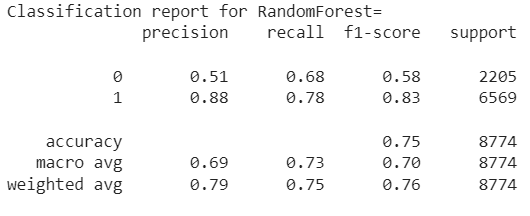 Classification report for RandomForest=
precision recall f1-score support
0 0.51 0.68 0.58 2205
1 0.88 0.78 0.83 6569
accuracy 0.75 8774
macro avg 0.69 0.73 0.70 8774
weighted avg 0.79 0.75 0.76 8774